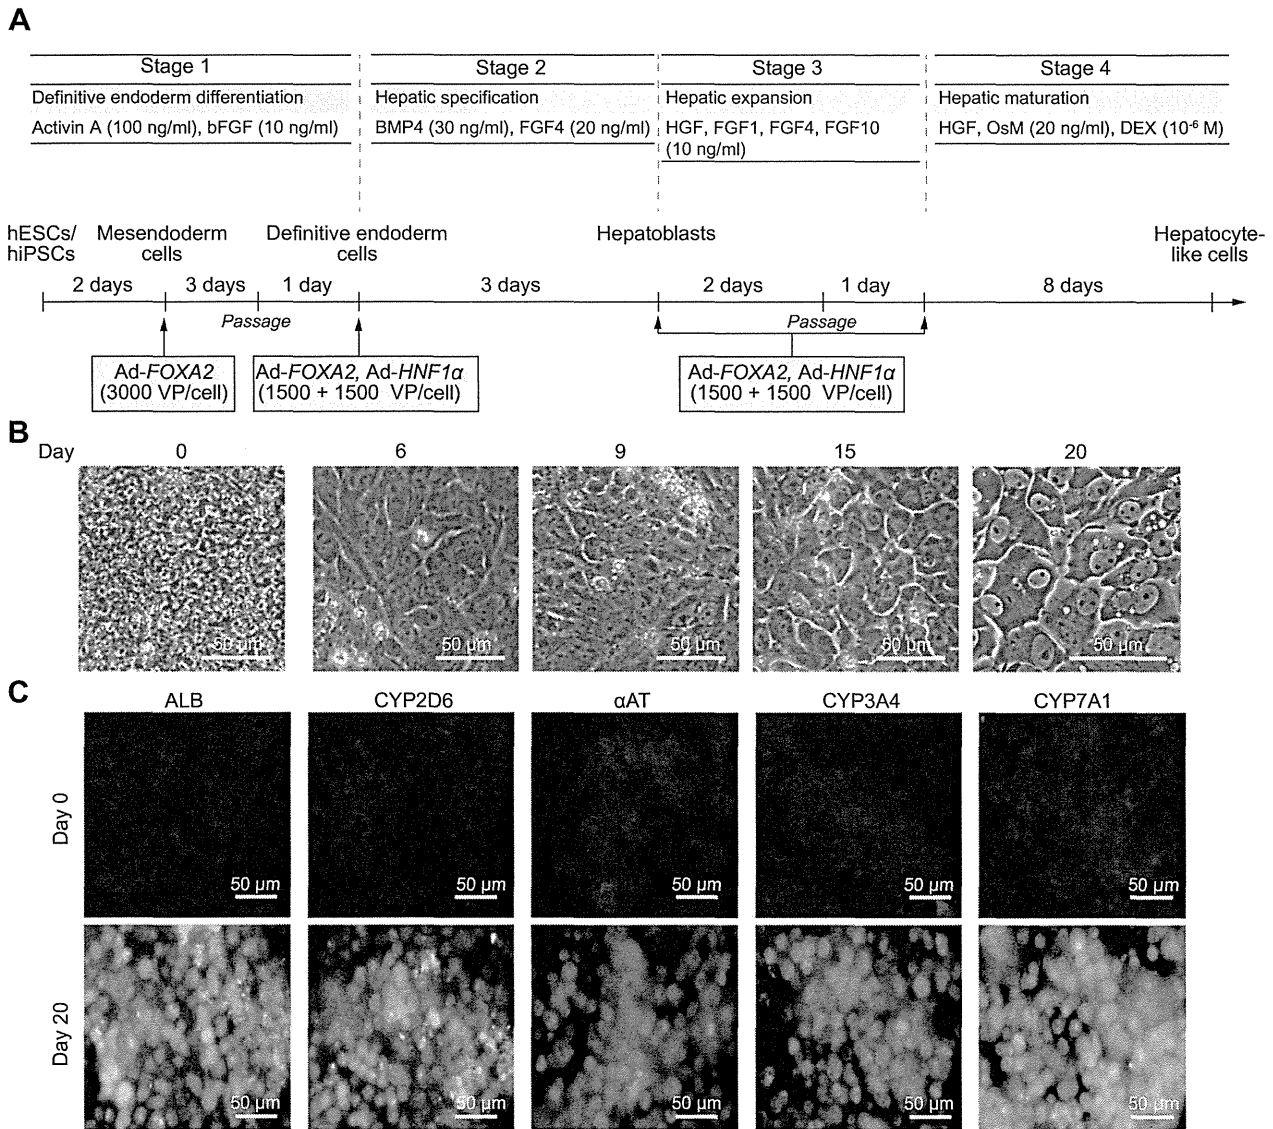 A
Stage 1
Stage 2
Stage 3
Stage 4
Definitive endoderm differentiation
Hepatic specification
Hepatic expansion
Hepatic maturation
Activin A (100 ng/ml), bFGF (10 ng/ml)
BMP4 (30 ng/ml), FGF4 (20 ng/ml)
HGF, FGF1, FGF4, FGF10
(10 ng/ml)
HGF, OsM (20 ng/ml), DEX (10⁻⁶ M)
hESCs/
hiPSCs
Mesendoderm
cells
Definitive endoderm
cells
Hepatoblasts
Hepatocyte-
like cells
2 days
3 days
1 day
3 days
2 days
1 day
8 days
Passage
Passage
Ad-FOXA2
(3000 VP/cell)
Ad-FOXA2, Ad-HNF1α
(1500 + 1500 VP/cell)
Ad-FOXA2, Ad-HNF1α
(1500 + 1500 VP/cell)
B
Day 0 6 9 15 20
50 µm
50 µm
50 µm
50 µm
50 µm
C
ALB
CYP2D6
αAT
CYP3A4
CYP7A1
Day 0
50 µm
50 µm
50 µm
50 µm
50 µm
Day 20
50 µm
50 µm
50 µm
50 µm
50 µm